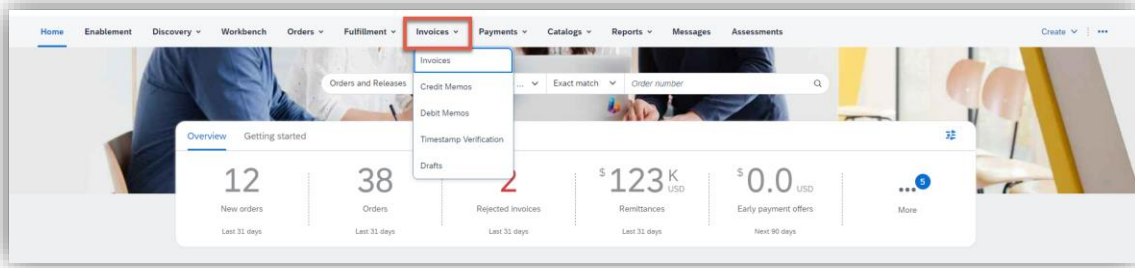 Home Enablement Discovery Workbench Orders Fulfillment Invoices Payments Catalogs Reports Messages Assessments Create
Invoices
Orders and Releases ... Exact match Order number
Credit Memos
Debit Memos
Overview Getting started
Timestamp Verification
Drafts
12 38 2 $ 123 K USD $ 0.0 USD ... 5
New orders Orders Rejected invoices Remittances Early payment offers More
Last 31 days Last 31 days Last 31 days Last 31 days Next 90 days